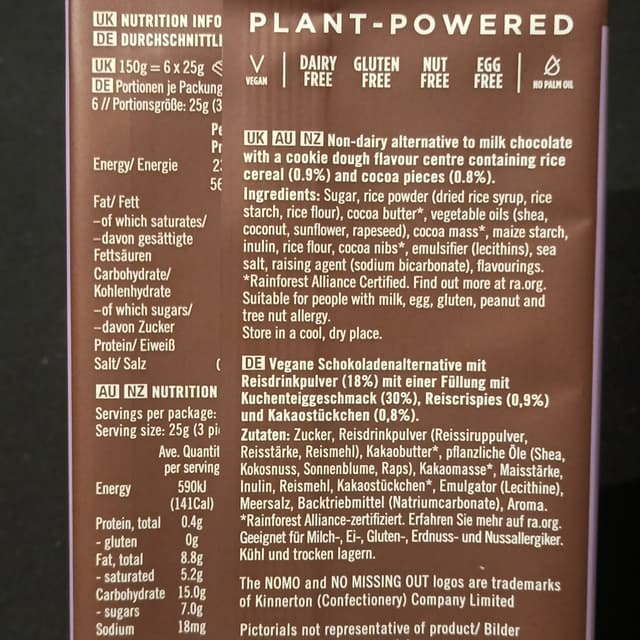 UK NUTRITION INFO
DE DURCHSCHNITTLI
UK 150g = 6 x 25g
DE Portionen je Packung
6 // Portionsgröße: 25g (3
Pe
Pr
Energy/ Energie
56
Fat/ Fett
–of which saturates/
–davon gesättigte
Fettsäuren
Carbohydrate/
Kohlenhydrate
–of which sugars/
–davon Zucker
Protein/ Eiweiß
Salt/ Salz
AU NZ NUTRITION
Servings per package:
Serving size: 25g (3 pi
Ave. Quantit
per serving
Energy 590kJ
(141Cal)
Protein, total 0.4g
- gluten 0g
Fat, total 8.8g
- saturated 5.2g
Carbohydrate 15.0g
- sugars 7.0g
Sodium 18mg
PLANT-POWERED
VEGAN
DAIRY FREE
GLUTEN FREE
NUT FREE
EGG FREE
NO PALM OIL
UK AU NZ Non-dairy alternative to milk chocolate
with a cookie dough flavour centre containing rice
cereal (0.9%) and cocoa pieces (0.8%).
Ingredients: Sugar, rice powder (dried rice syrup, rice
starch, rice flour), cocoa butter*, vegetable oils (shea,
coconut, sunflower, rapeseed), cocoa mass*, maize starch,
inulin, rice flour, cocoa nibs*, emulsifier (lecithins), sea
salt, raising agent (sodium bicarbonate), flavourings.
*Rainforest Alliance Certified. Find out more at ra.org.
Suitable for people with milk, egg, gluten, peanut and
tree nut allergy.
Store in a cool, dry place.
DE Vegane Schokoladenalternative mit
Reisdrinkpulver (18%) mit einer Füllung mit
Kuchenteiggeschmack (30%), Reiscrispies (0,9%)
und Kakaostückchen (0,8%).
Zutaten: Zucker, Reisdrinkpulver (Reissiruppulver,
Reisstärke, Reismehl), Kakaobutter*, pflanzliche Öle (Shea,
Kokosnuss, Sonnenblume, Raps), Kakaomasse*, Maisstärke,
Inulin, Reismehl, Kakaostückchen*, Emulgator (Lecithine),
Meersalz, Backtriebmittel (Natriumcarbonate), Aroma.
*Rainforest Alliance-zertifiziert. Erfahren Sie mehr auf ra.org.
Geeignet für Milch-, Ei-, Gluten-, Erdnuss- und Nussallergiker.
Kühl und trocken lagern.
The NOMO and NO MISSING OUT logos are trademarks
of Kinnerton (Confectionery) Company Limited
Pictorials not representative of product/ Bilder